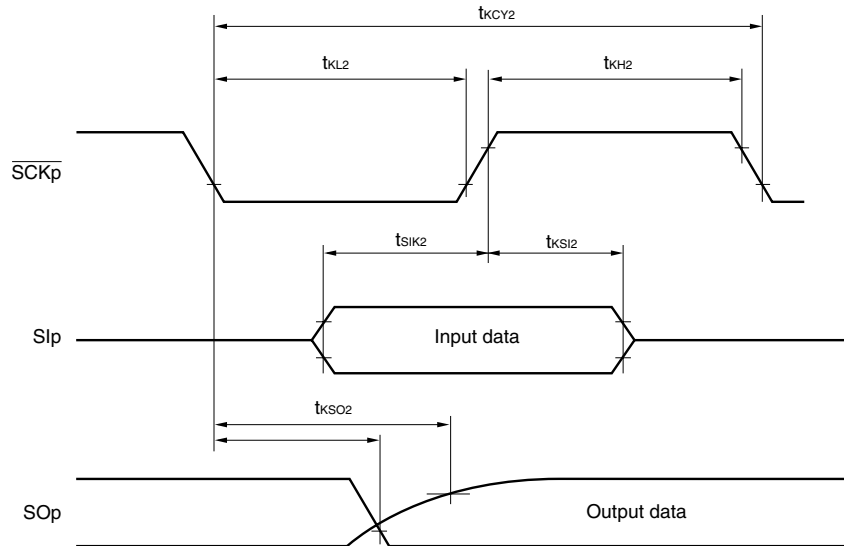 tKCY2
tKL2
tKH2
SCKp
tSIK2
tKSI2
SIp
Input data
tKSO2
SOp
Output data